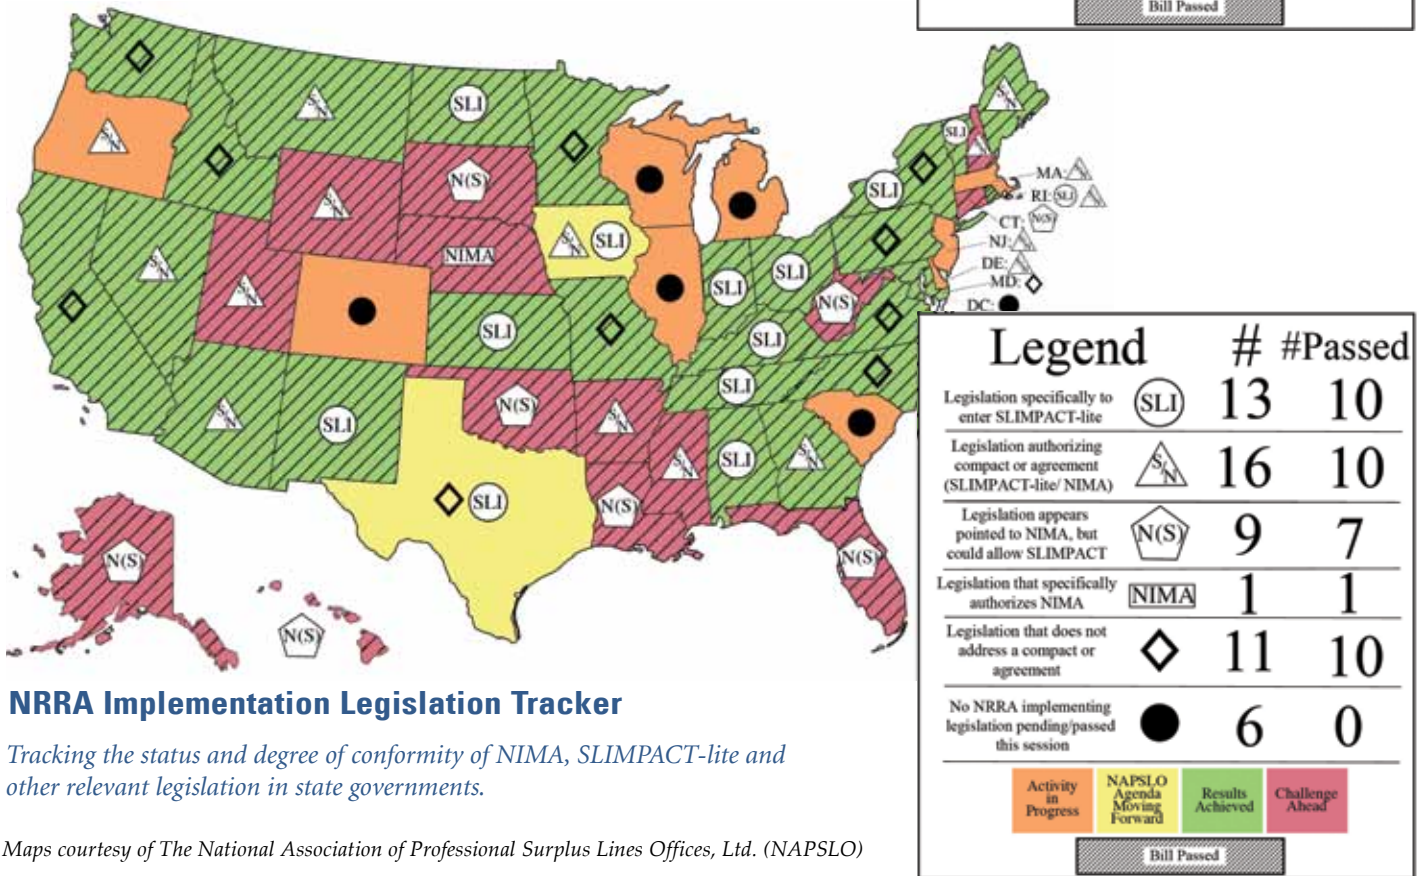 Bill Passed
SLI
S/N
N(S)
SLI
S/N
N(S)
S/N
SLI
MA: S/N
RI: SLI S/N
CT: N(S)
NJ: S/N
DE: S/N
MD:
DC:
NIMA
S/N SLI
S/N
S/N
SLI
SLI
N(S)
SLI
SLI
SLI
S/N
SLI
N(S)
S/N
SLI
S/N
S/N
SLI
N(S)
N(S)
N(S)
N(S)
Legend # #Passed
Legislation specifically to
enter SLIMPACT-lite
SLI 13 10
Legislation authorizing
compact or agreement
(SLIMPACT-lite/ NIMA)
S/N 16 10
Legislation appears
pointed to NIMA, but
could allow SLIMPACT
N(S) 9 7
Legislation that specifically
authorizes NIMA
NIMA 1 1
Legislation that does not
address a compact or
agreement
11 10
No NRRA implementing
legislation pending/passed
this session
6 0
Activity
in
Progress
NAPSLO
Agenda
Moving
Forward
Results
Achieved
Challenge
Ahead
Bill Passed
NRRA Implementation Legislation Tracker
Tracking the status and degree of conformity of NIMA, SLIMPACT-lite and
other relevant legislation in state governments.
Maps courtesy of The National Association of Professional Surplus Lines Offices, Ltd. (NAPSLO)